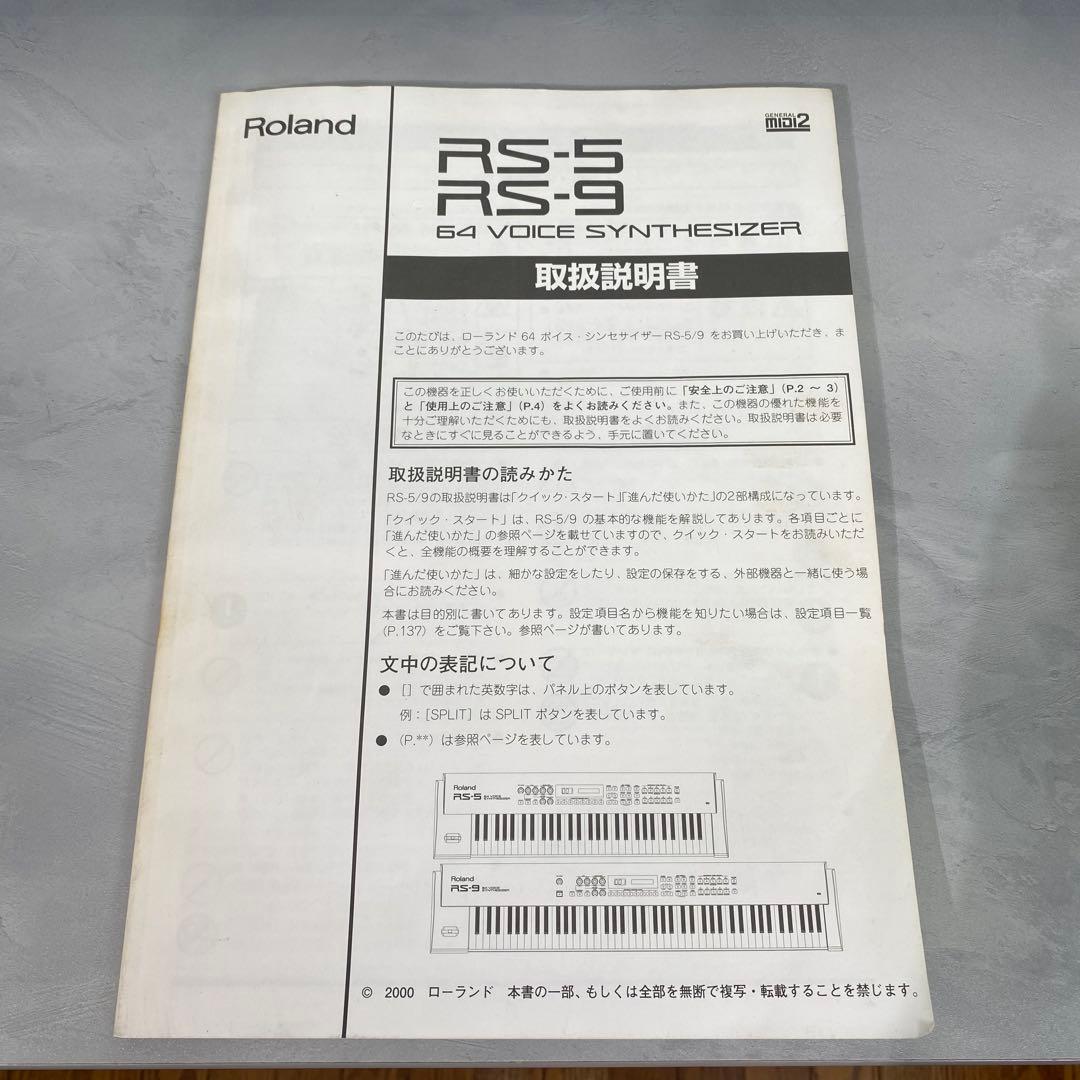 Roland
GENERAL
MIDI2
RS-5
RS-9
64 VOICE SYNTHESIZER
取扱説明書
このたびは、ローランド 64 ボイス・シンセサイザー RS-5/9 をお買い上げいただき、ま
ことにありがとうございます。
この機器を正しくお使いいただくために、ご使用前に「安全上のご注意」(P.2 ～ 3)
と「使用上のご注意」(P.4) をよくお読みください。また、この機器の優れた機能を
十分ご理解いただくためにも、取扱説明書をよくお読みください。取扱説明書は必要
なときにすぐに見ることができるよう、手元に置いてください。
取扱説明書の読みかた
RS-5/9の取扱説明書は「クイック・スタート」「進んだ使いかた」の2部構成になっています。
「クイック・スタート」は、RS-5/9 の基本的な機能を解説してあります。各項目ごとに
「進んだ使いかた」の参照ページを載せていますので、クイック・スタートをお読みいただ
くと、全機能の概要を理解することができます。
「進んだ使いかた」は、細かな設定をしたり、設定の保存をする、外部機器と一緒に使う場
合にお読みください。
本書は目的別に書いてあります。設定項目名から機能を知りたい場合は、設定項目一覧
(P.137) をご覧下さい。参照ページが書いてあります。
文中の表記について
● [] で囲まれた英数字は、パネル上のボタンを表しています。
例：[SPLIT] は SPLIT ボタンを表しています。
● (P.**) は参照ページを表しています。
Roland
RS-5 64 VOICE SYNTHESIZER
Roland
RS-9 64 VOICE SYNTHESIZER
© 2000 ローランド 本書の一部、もしくは全部を無断で複写・転載することを禁じます。